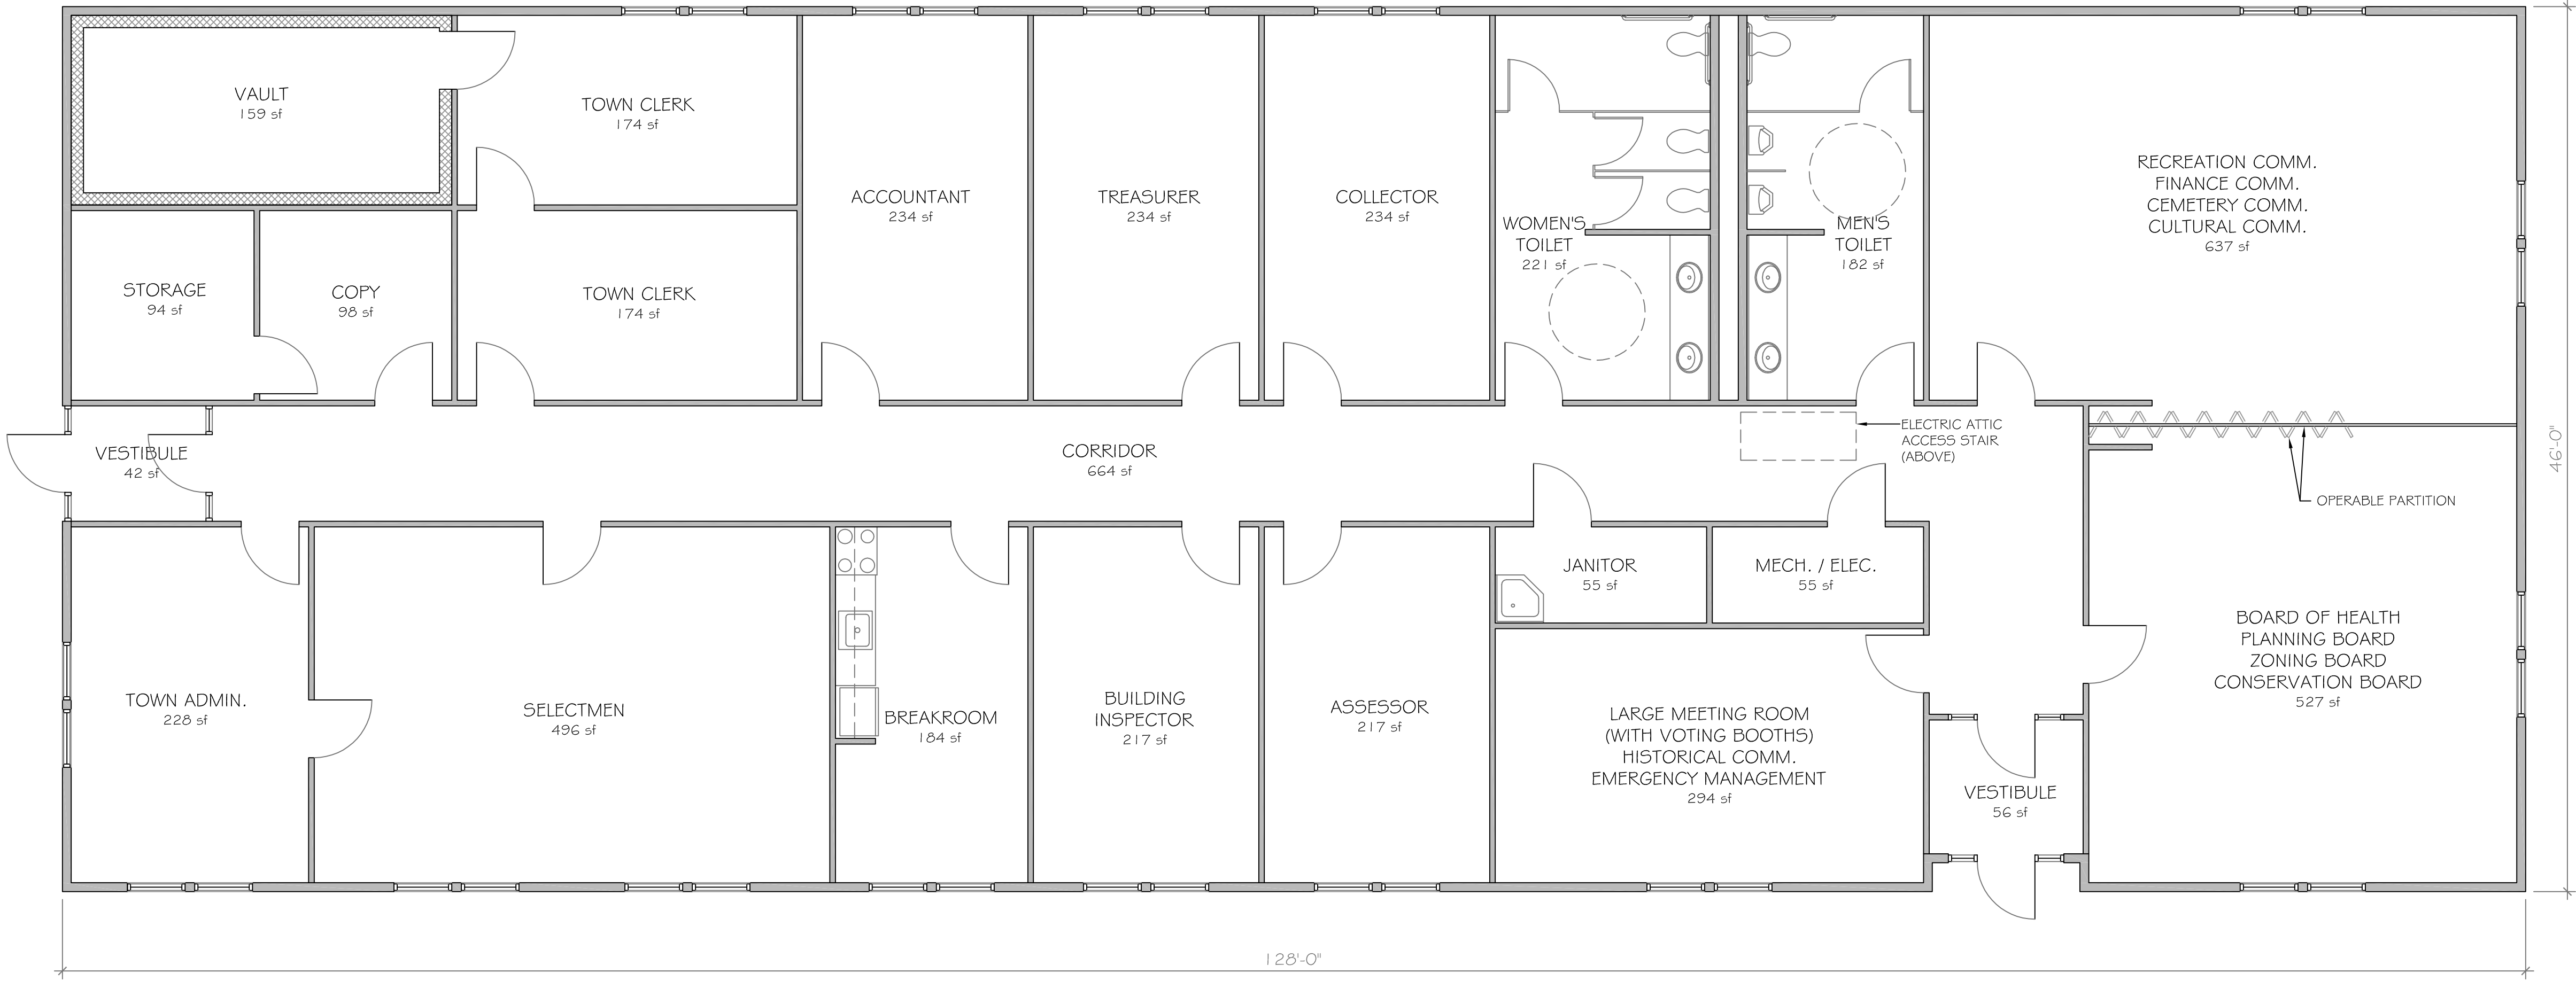 VAULT
159 sf
TOWN CLERK
174 sf
ACCOUNTANT
234 sf
TREASURER
234 sf
COLLECTOR
234 sf
WOMEN'S
TOILET
221 sf
MEN'S
TOILET
182 sf
RECREATION COMM.
FINANCE COMM.
CEMETERY COMM.
CULTURAL COMM.
637 sf
STORAGE
94 sf
COPY
98 sf
TOWN CLERK
174 sf
VESTIBULE
42 sf
CORRIDOR
664 sf
ELECTRIC ATTIC
ACCESS STAIR
(ABOVE)
OPERABLE PARTITION
46'-0"
TOWN ADMIN.
228 sf
SELECTMEN
496 sf
BREAKROOM
184 sf
BUILDING
INSPECTOR
217 sf
ASSESSOR
217 sf
JANITOR
55 sf
MECH. / ELEC.
55 sf
LARGE MEETING ROOM
(WITH VOTING BOOTHS)
HISTORICAL COMM.
EMERGENCY MANAGEMENT
294 sf
VESTIBULE
56 sf
BOARD OF HEALTH
PLANNING BOARD
ZONING BOARD
CONSERVATION BOARD
527 sf
128'-0"